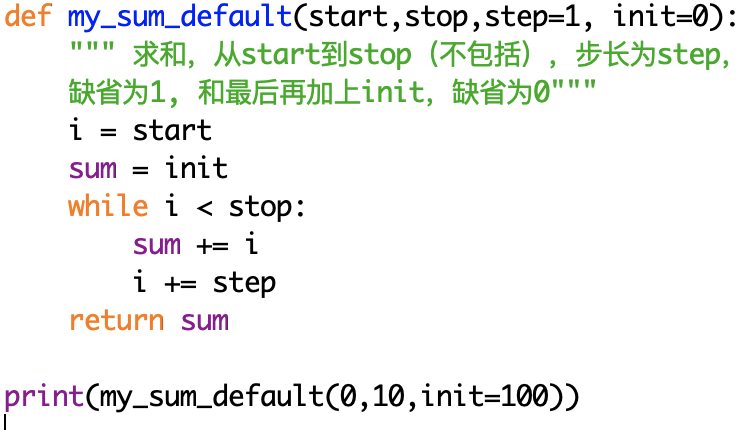 def my_sum_default(start,stop,step=1, init=0):
    """ 求和，从start到stop（不包括），步长为step，
    缺省为1, 和最后再加上init，缺省为0"""
    i = start
    sum = init
    while i < stop:
        sum += i
        i += step
    return sum

print(my_sum_default(0,10,init=100))